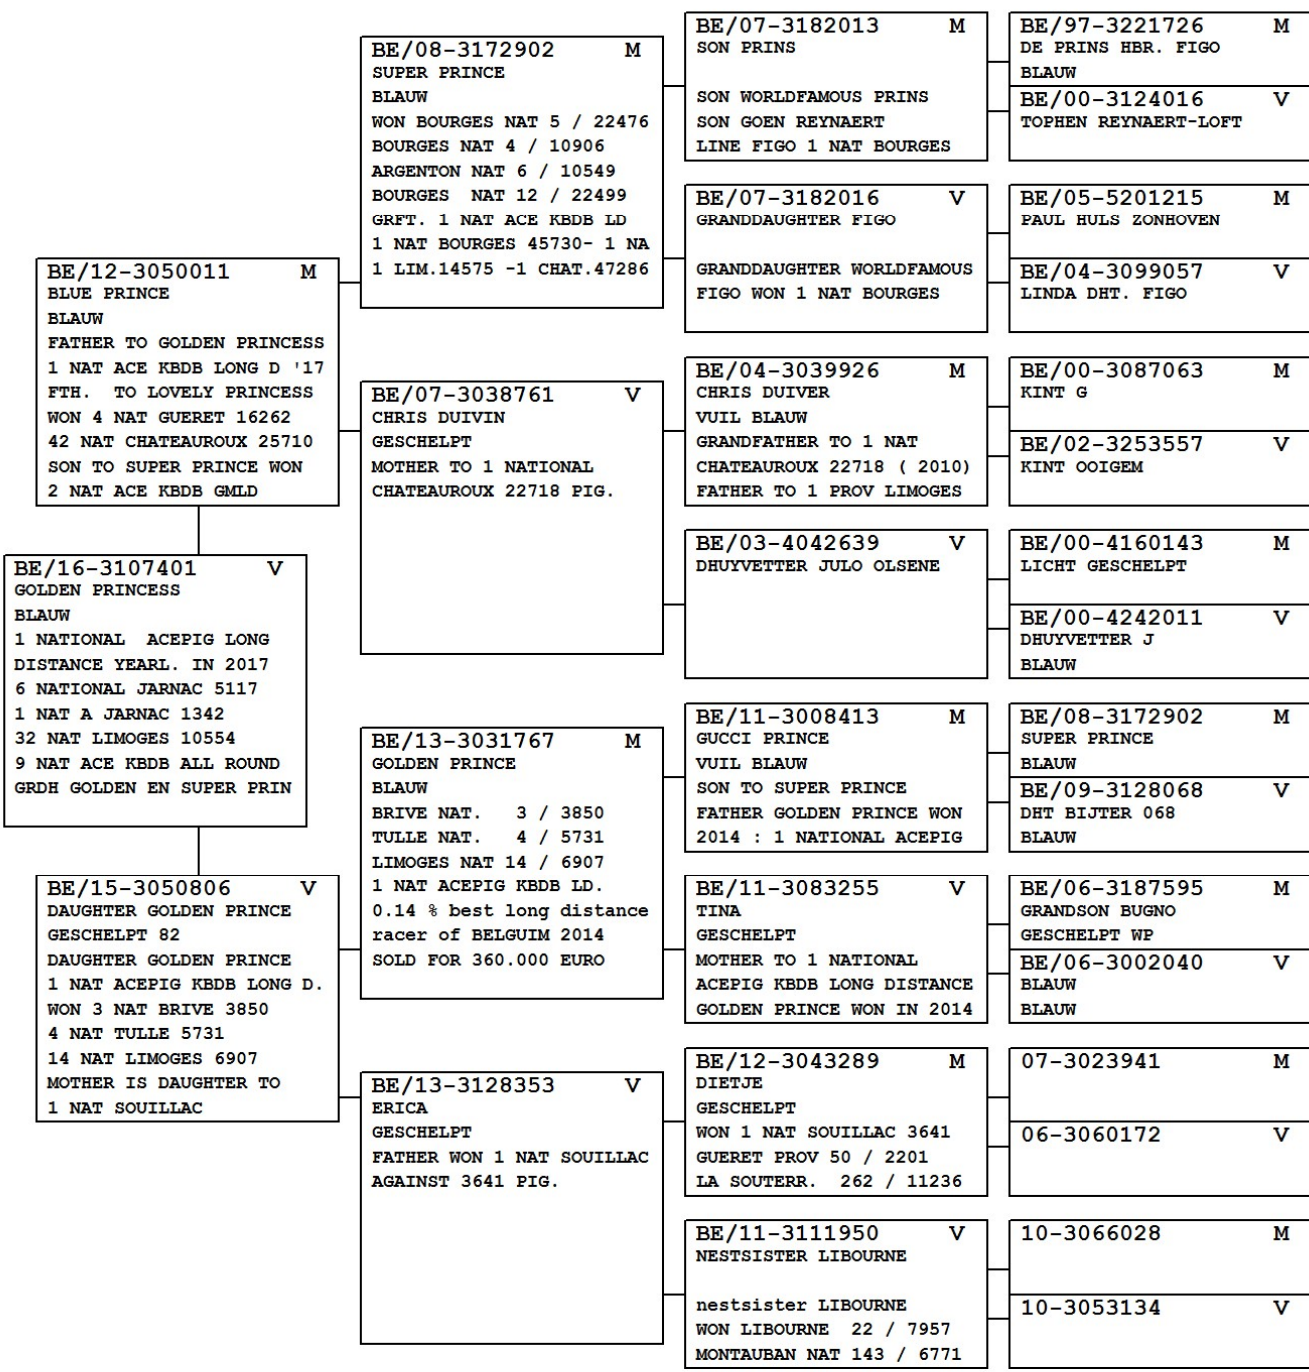 BE/16-3107401 V
GOLDEN PRINCESS
BLAUW
1 NATIONAL ACEPIG LONG
DISTANCE YEARL. IN 2017
6 NATIONAL JARNAC 5117
1 NAT A JARNAC 1342
32 NAT LIMOGES 10554
9 NAT ACE KBDB ALL ROUND
GRDH GOLDEN EN SUPER PRIN
BE/12-3050011 M
BLUE PRINCE
BLAUW
FATHER TO GOLDEN PRINCESS
1 NAT ACE KBDB LONG D '17
FTH. TO LOVELY PRINCESS
WON 4 NAT GUERET 16262
42 NAT CHATEAUROUX 25710
SON TO SUPER PRINCE WON
2 NAT ACE KBDB GMLD
BE/15-3050806 V
DAUGHTER GOLDEN PRINCE
GESCHELPT 82
DAUGHTER GOLDEN PRINCE
1 NAT ACEPIG KBDB LONG D.
WON 3 NAT BRIVE 3850
4 NAT TULLE 5731
14 NAT LIMOGES 6907
MOTHER IS DAUGHTER TO
1 NAT SOUILLAC
BE/08-3172902 M
SUPER PRINCE
BLAUW
WON BOURGES NAT 5 / 22476
BOURGES NAT 4 / 10906
ARGENTON NAT 6 / 10549
BOURGES NAT 12 / 22499
GRFT. 1 NAT ACE KBDB LD
1 NAT BOURGES 45730- 1 NA
1 LIM.14575 -1 CHAT.47286
BE/07-3038761 V
CHRIS DUIVIN
GESCHELPT
MOTHER TO 1 NATIONAL
CHATEAUROUX 22718 PIG.
BE/13-3031767 M
GOLDEN PRINCE
BLAUW
BRIVE NAT. 3 / 3850
TULLE NAT. 4 / 5731
LIMOGES NAT 14 / 6907
1 NAT ACEPIG KBDB LD.
0.14 % best long distance
racer of BELGUIM 2014
SOLD FOR 360.000 EURO
BE/13-3128353 V
ERICA
GESCHELPT
FATHER WON 1 NAT SOUILLAC
AGAINST 3641 PIG.
BE/07-3182013 M
SON PRINS
SON WORLDFAMOUS PRINS
SON GOEN REYNAERT
LINE FIGO 1 NAT BOURGES
BE/07-3182016 V
GRANDDAUGHTER FIGO
GRANDDAUGHTER WORLDFAMOUS
FIGO WON 1 NAT BOURGES
BE/04-3039926 M
CHRIS DUIVER
VUIL BLAUW
GRANDFATHER TO 1 NAT
CHATEAUROUX 22718 ( 2010)
FATHER TO 1 PROV LIMOGES
BE/03-4042639 V
DHUYVETTER JULO OLSENE
BE/11-3008413 M
GUCCI PRINCE
VUIL BLAUW
SON TO SUPER PRINCE
FATHER GOLDEN PRINCE WON
2014 : 1 NATIONAL ACEPIG
BE/11-3083255 V
TINA
GESCHELPT
MOTHER TO 1 NATIONAL
ACEPIG KBDB LONG DISTANCE
GOLDEN PRINCE WON IN 2014
BE/12-3043289 M
DIETJE
GESCHELPT
WON 1 NAT SOUILLAC 3641
GUERET PROV 50 / 2201
LA SOUTERR. 262 / 11236
BE/11-3111950 V
NESTSISTER LIBOURNE
nestsister LIBOURNE
WON LIBOURNE 22 / 7957
MONTAUBAN NAT 143 / 6771
BE/97-3221726 M
DE PRINS HBR. FIGO
BLAUW
BE/00-3124016 V
TOPHEN REYNAERT-LOFT
BE/05-5201215 M
PAUL HULS ZONHOVEN
BE/04-3099057 V
LINDA DHT. FIGO
BE/00-3087063 M
KINT G
BE/02-3253557 V
KINT OOIGEM
BE/00-4160143 M
LICHT GESCHELPT
BE/00-4242011 V
DHUYVETTER J
BLAUW
BE/08-3172902 M
SUPER PRINCE
BLAUW
BE/09-3128068 V
DHT BIJTER 068
BLAUW
BE/06-3187595 M
GRANDSON BUGNO
GESCHELPT WP
BE/06-3002040 V
BLAUW
BLAUW
07-3023941 M
06-3060172 V
10-3066028 M
10-3053134 V